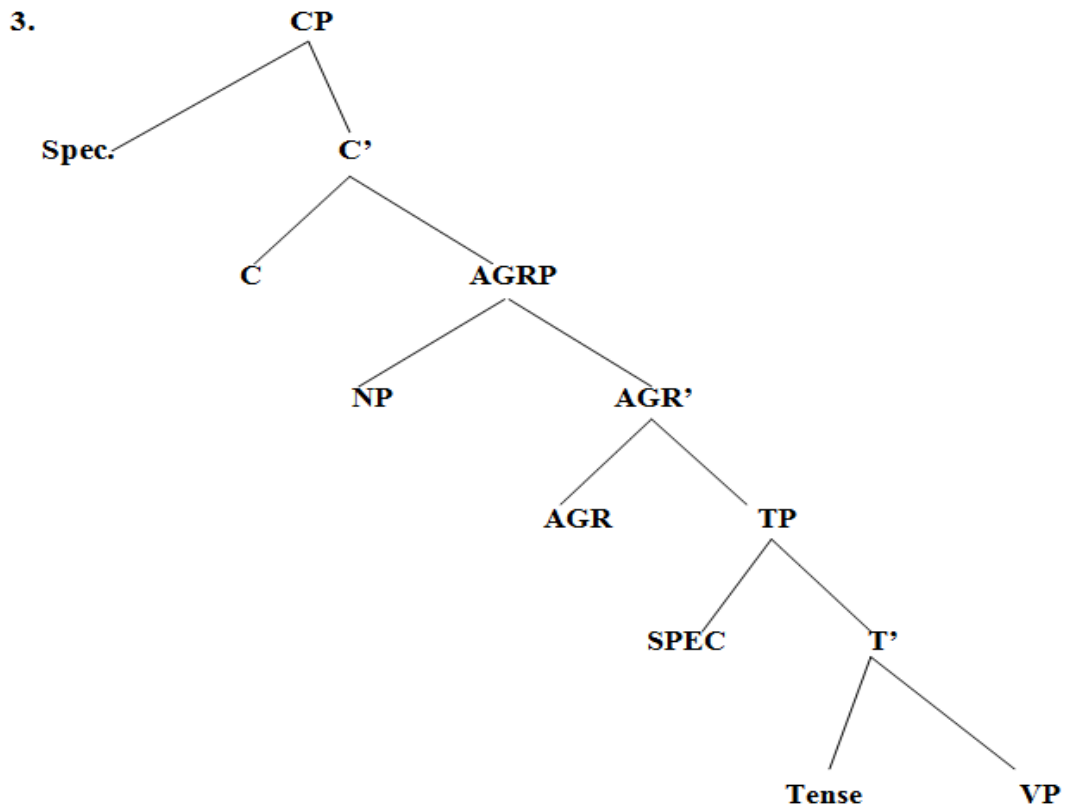 3. CP
Spec. C’
C AGRP
NP AGR’
AGR TP
SPEC T’
Tense VP